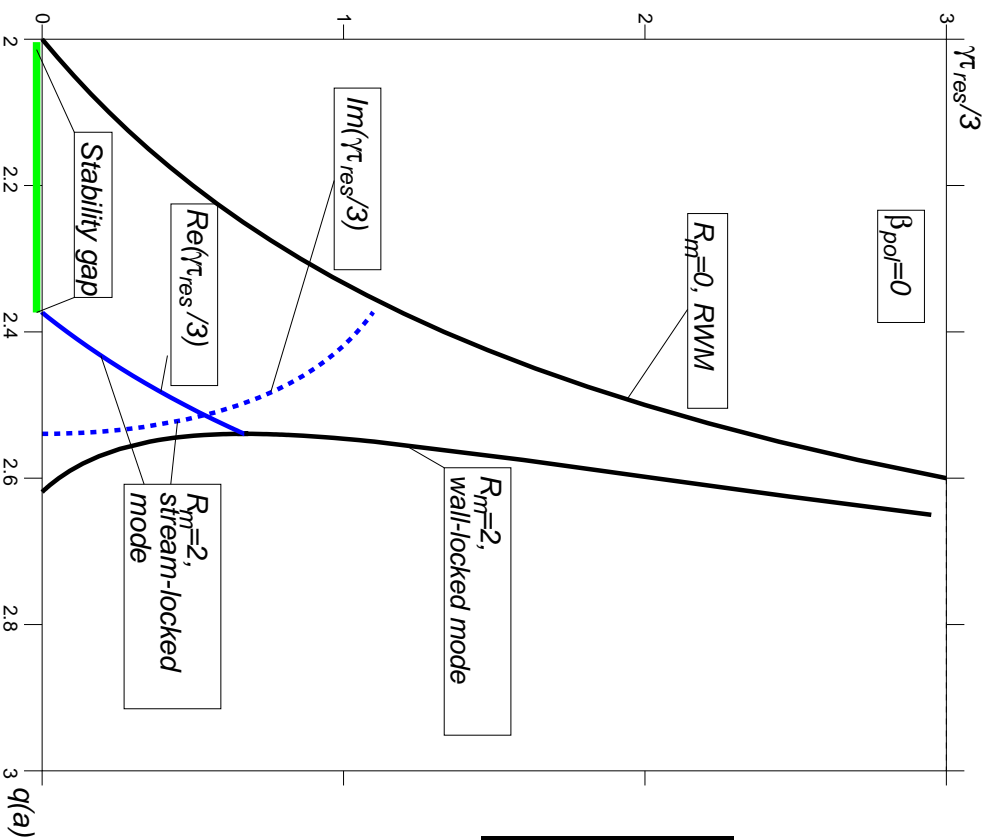 γτres/3
3
2
1
0
2
2.2
2.4
2.6
2.8
3
q(a)
βpol=0
Rm=0, RWM
Im(γτres/3)
Re(γτres/3)
Stability gap
Rm=2,
wall-locked mode
Rm=2,
stream-locked
mode